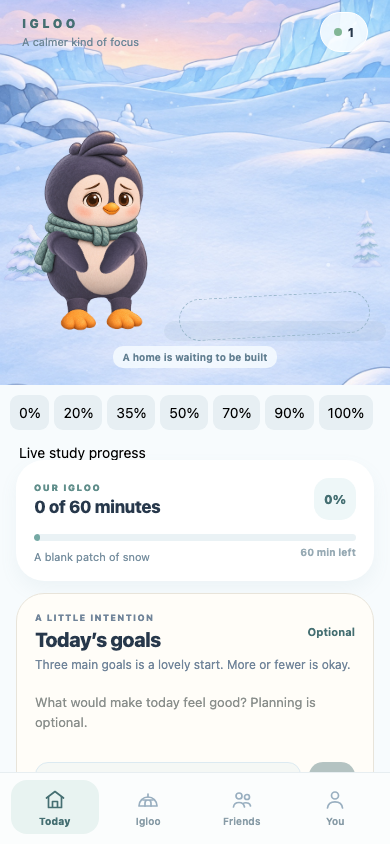 IGLOO
A calmer kind of focus
1
A home is waiting to be built
0%
20%
35%
50%
70%
90%
100%
Live study progress
OUR IGLOO
0 of 60 minutes
0%
A blank patch of snow
60 min left
A LITTLE INTENTION
Today’s goals
Optional
Three main goals is a lovely start. More or fewer is okay.
What would make today feel good? Planning is
optional.
Today
Igloo
Friends
You